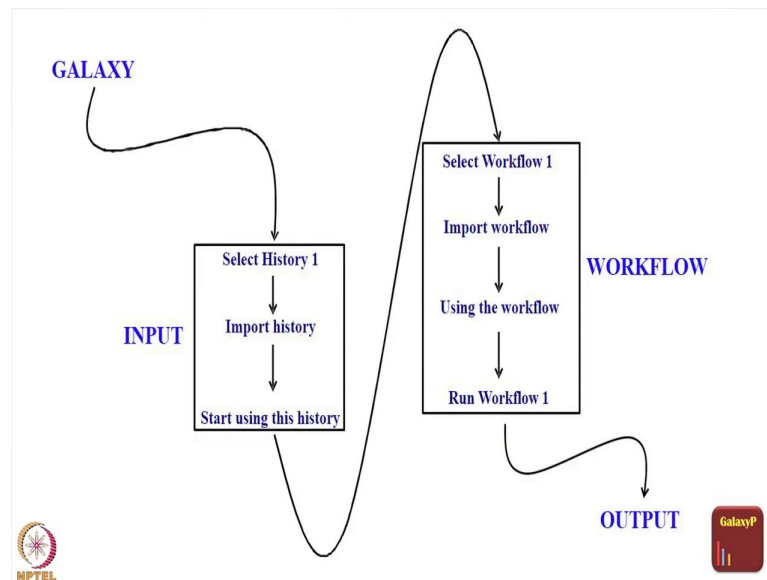 GALAXY
Select History 1
Import history
Start using this history
INPUT
Select Workflow 1
Import workflow
Using the workflow
Run Workflow 1
WORKFLOW
OUTPUT
NPTEL
GalaxyP